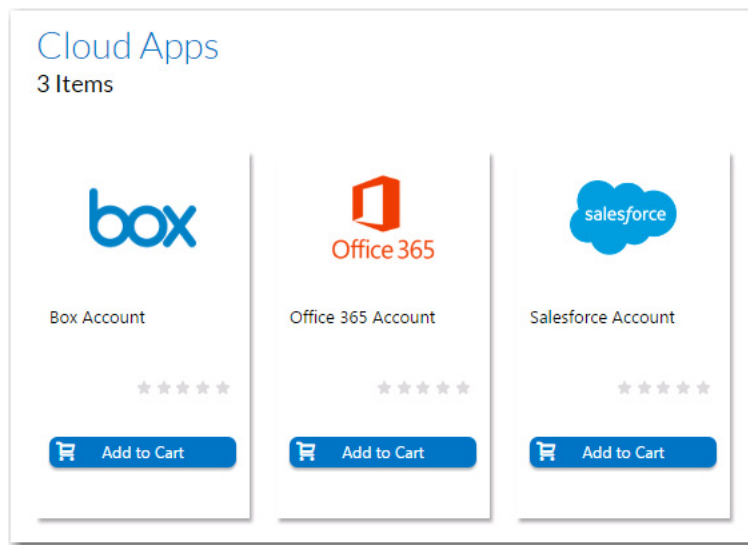 Cloud Apps
3 Items
box
Office 365
salesforce
Box Account
Office 365 Account
Salesforce Account
Add to Cart
Add to Cart
Add to Cart